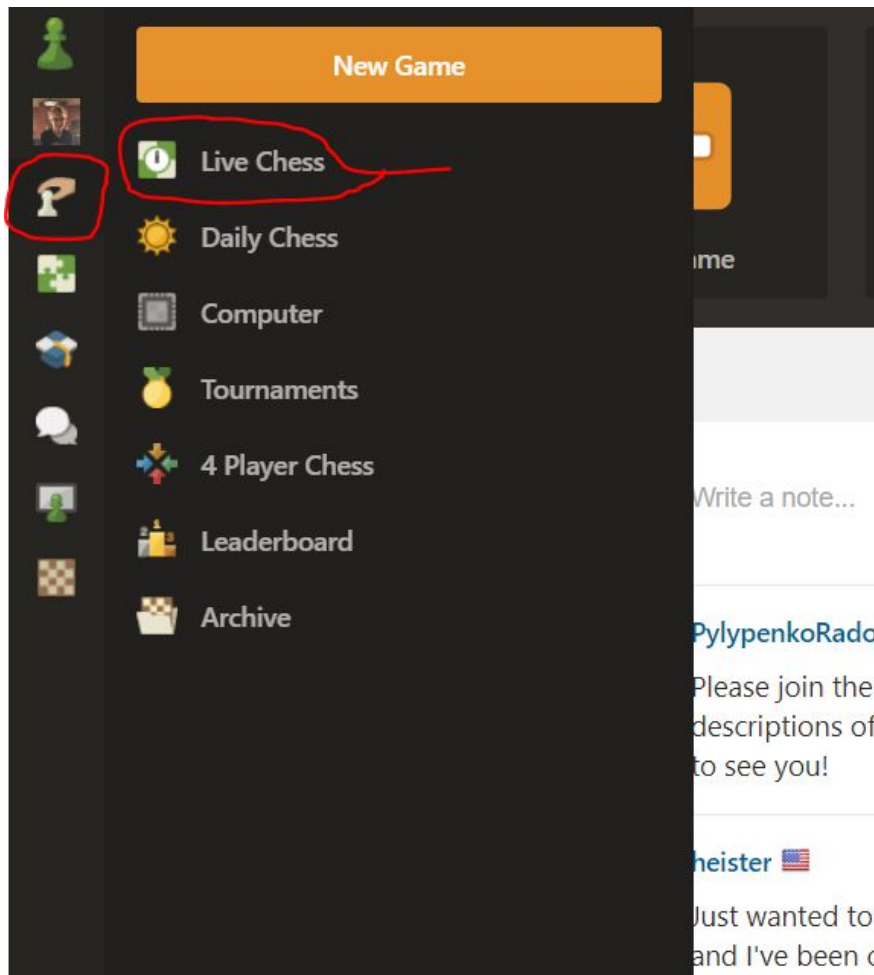 New Game
Live Chess
Daily Chess
Computer
Tournaments
4 Player Chess
Leaderboard
Archive
Write a note...
PylypenkoRado
Please join the
descriptions of
to see you!
heister
Just wanted to
and I've been